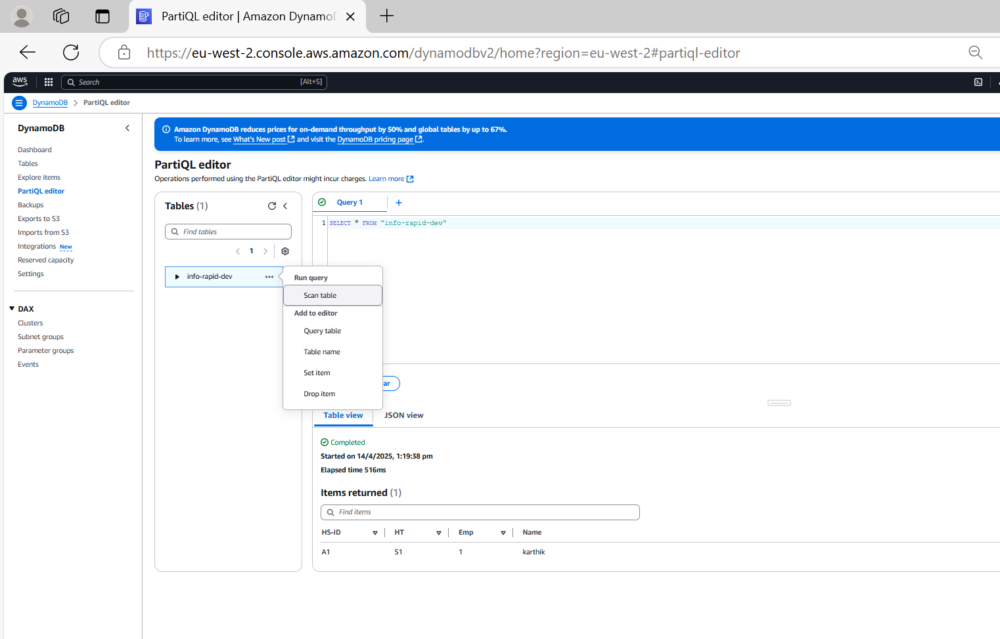 PartiQL editor | Amazon Dynamo
https://eu-west-2.console.aws.amazon.com/dynamodbv2/home?region=eu-west-2#partiql-editor
aws
Search
[Alt+S]
DynamoDB > PartiQL editor
DynamoDB
Dashboard
Tables
Explore items
PartiQL editor
Backups
Exports to S3
Imports from S3
Integrations New
Reserved capacity
Settings
DAX
Clusters
Subnet groups
Parameter groups
Events
Amazon DynamoDB reduces prices for on-demand throughput by 50% and global tables by up to 67%.
To learn more, see What's New post and visit the DynamoDB pricing page .
PartiQL editor
Operations performed using the PartiQL editor might incur charges. Learn more
Tables (1)
Find tables
1
info-rapid-dev
Run query
Scan table
Add to editor
Query table
Table name
Set item
Drop item
Query 1
1 SELECT * FROM "info-rapid-dev"
ar
Table view
JSON view
Completed
Started on 14/4/2025, 1:19:38 pm
Elapsed time 516ms
Items returned (1)
Find items
HS-ID HT Emp Name
A1 S1 1 karthik